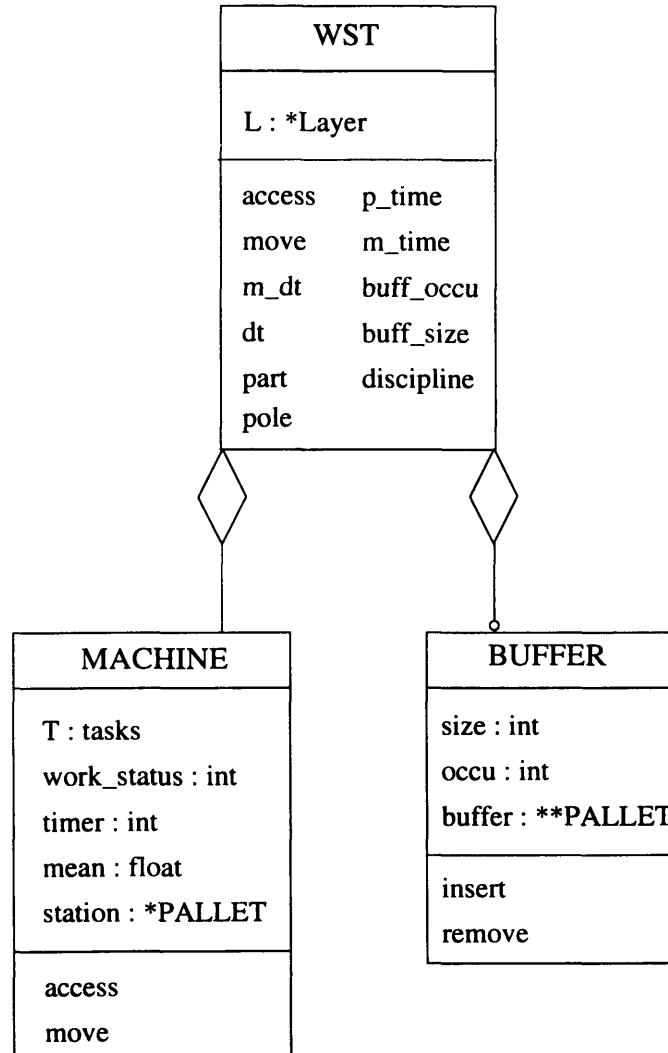 WST
L : *Layer
access p_time
move m_time
m_dt buff_occu
dt buff_size
part discipline
pole
MACHINE
T : tasks
work_status : int
timer : int
mean : float
station : *PALLET
access
move
BUFFER
size : int
occu : int
buffer : **PALLET
insert
remove